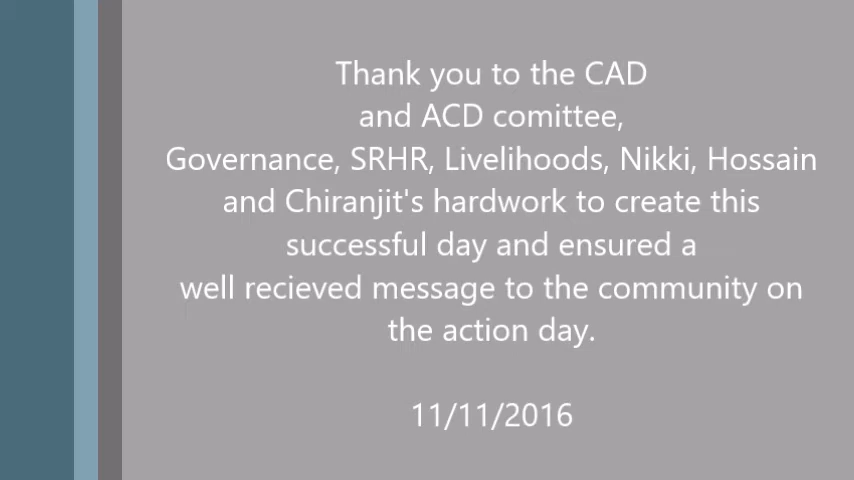 Thank you to the CAD
and ACD comittee,
Governance, SRHR, Livelihoods, Nikki, Hossain
and Chiranjit's hardwork to create this
successful day and ensured a
well recieved message to the community on
the action day.
11/11/2016